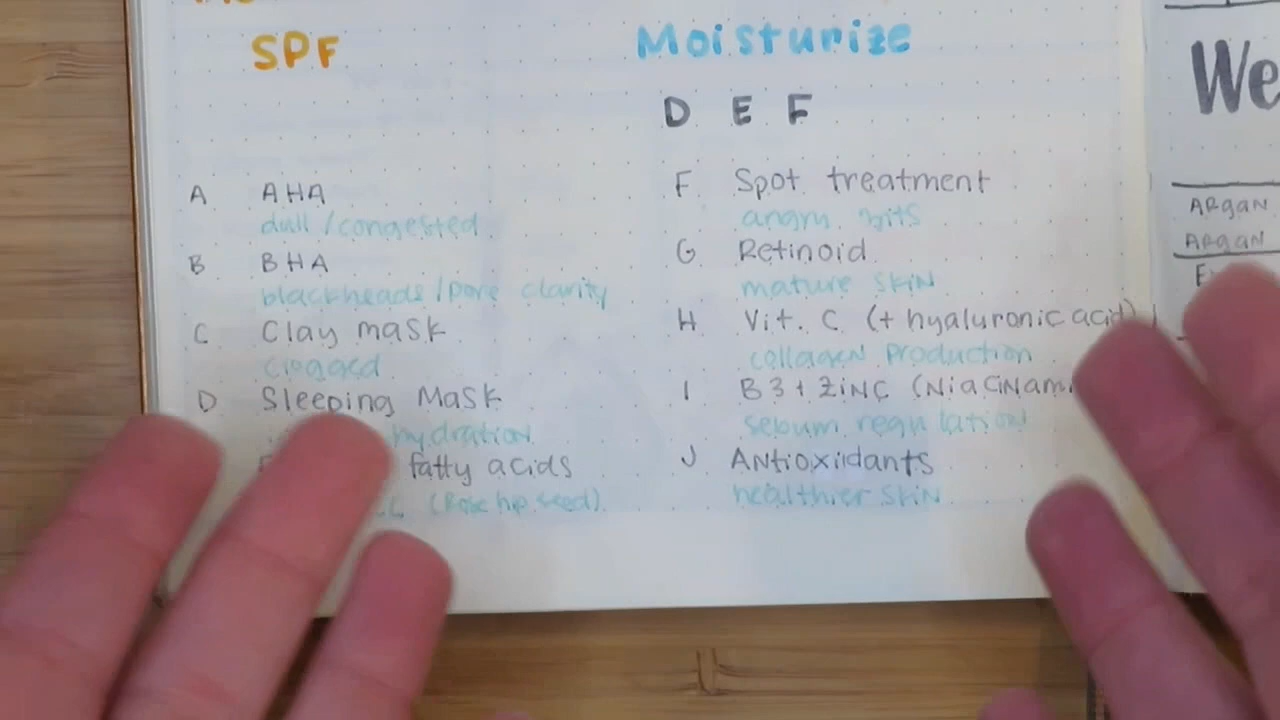 SPF
Moisturize
D E F
A AHA
dull / congested
B BHA
blackheads / pore clarity
C Clay mask
clogged
D Sleeping Mask
hydration
fatty acids
(Rose hip seed)
F Spot treatment
angry zits
G Retinoid
mature skin
H Vit. C (+ hyaluronic acid)
collagen production
I B3 + Zinc (Niacinam
sebum regulation
J Antioxiidants
healthier skin
We
Argan
Argan